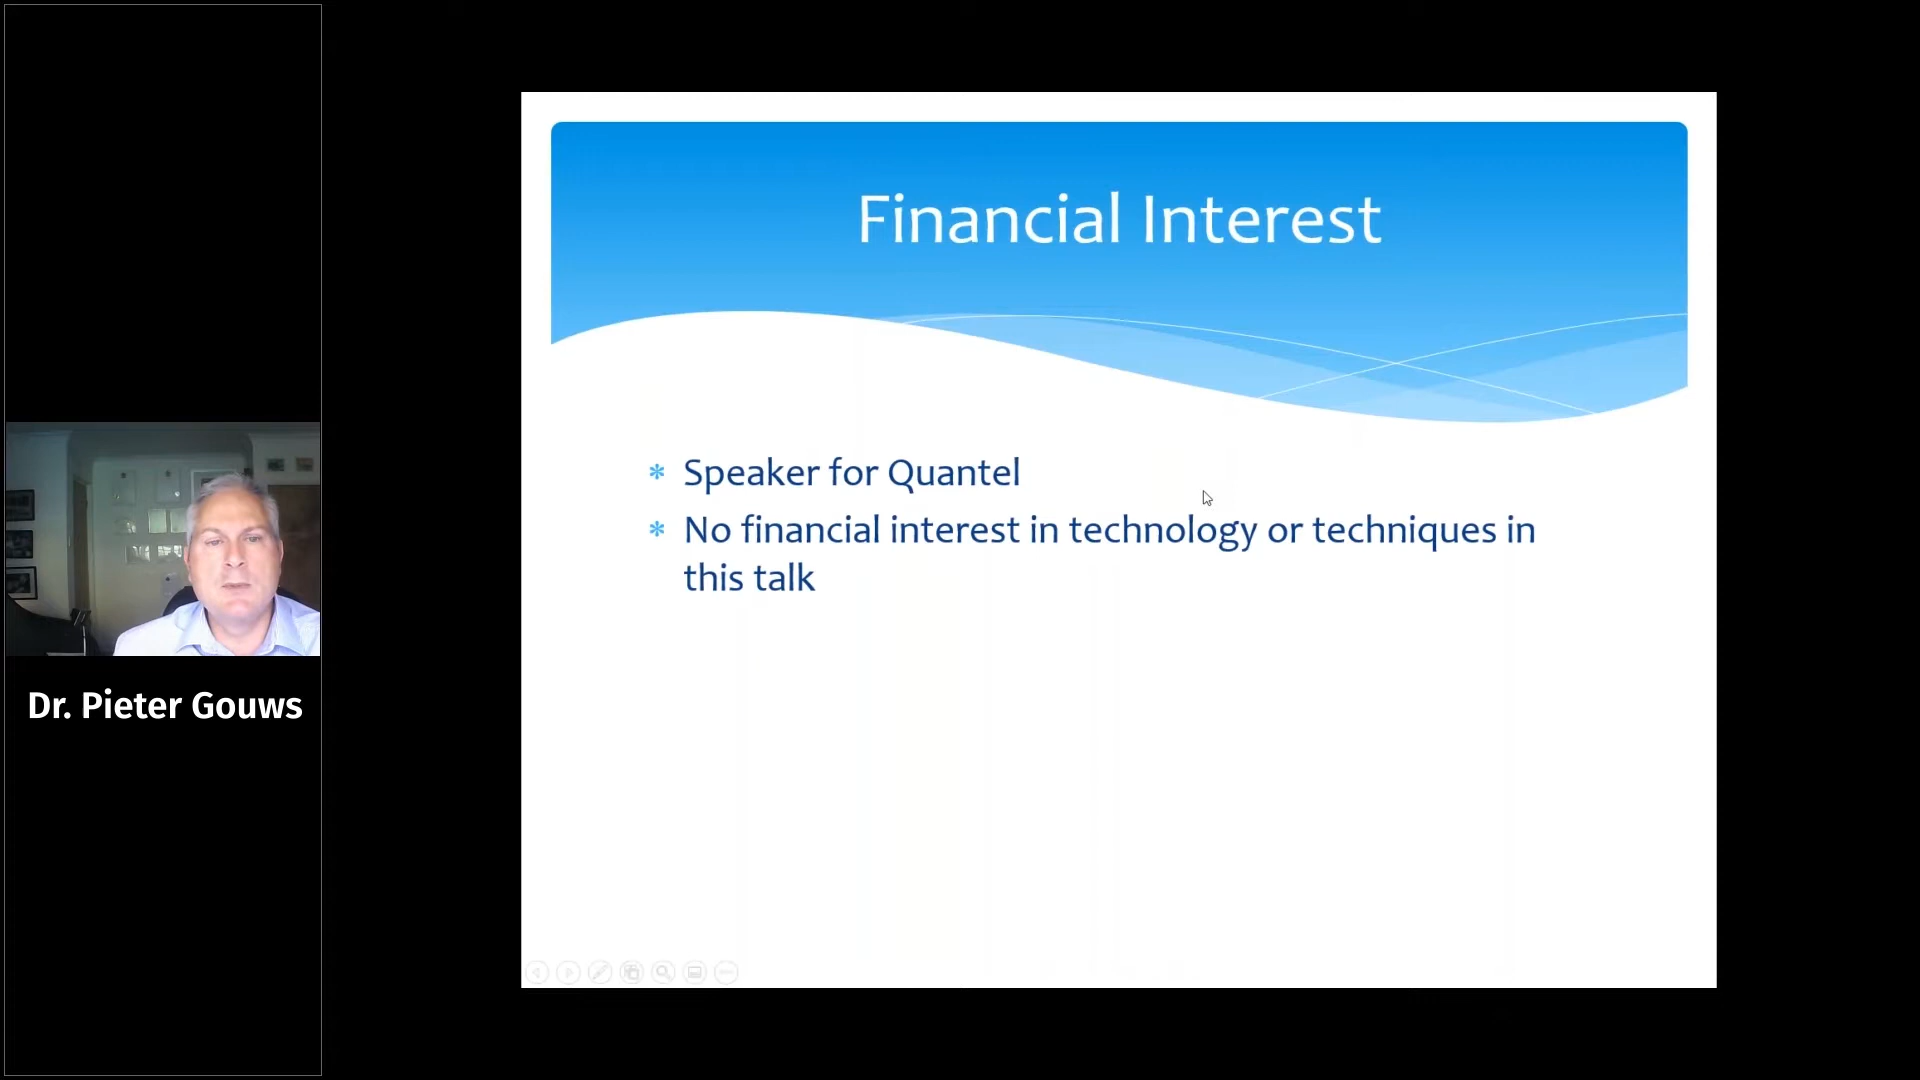 Financial Interest
* Speaker for Quantel
* No financial interest in technology or techniques in
this talk
Dr. Pieter Gouws